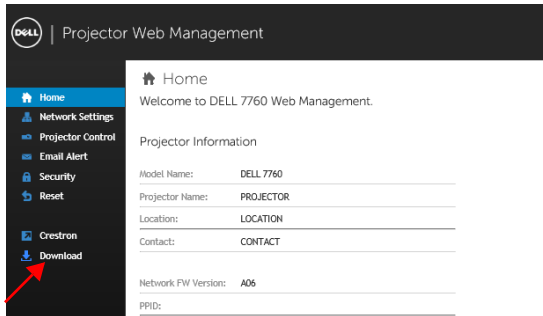 DELL | Projector Web Management
Home
Network Settings
Projector Control
Email Alert
Security
Reset
Crestron
Download
Home
Welcome to DELL 7760 Web Management.
Projector Information
Model Name: DELL 7760
Projector Name: PROJECTOR
Location: LOCATION
Contact: CONTACT
Network FW Version: A06
PPID: